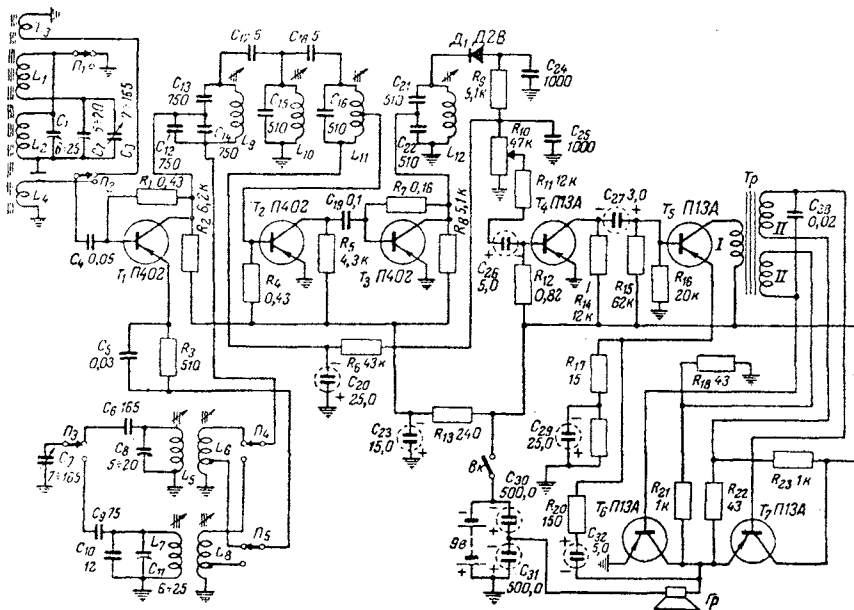 L₃
L₁
П₁
L₂
C₁
6÷25
C₂
5÷20
7÷165
C₃
L₄
П₂
R₁ 0,43
C₄ 0,05
T₁ П402
R₂ 6,2к
C₁₇ 5
C₁₈ 5
C₁₃
750
C₁₂
750
C₁₄
750
L₉
C₁₅
510
L₁₀
C₁₆
510
L₁₁
T₂
П402
R₄
0,43
R₅
4,3к
C₁₉ 0,1
R₇ 0,16
T₃ П402
R₈ 5,1к
C₂₁
510
C₂₂
510
L₁₂
Д₁ Д2В
R₉
5,1к
C₂₄
1000
R₁₀
47к
C₂₅
1000
R₁₁ 12к
T₄ П13А
C₂₆
5,0
R₁₂
0,82
C₂₇ 3,0
R₁₄
12к
R₁₅
62к
T₅ П13А
R₁₆
20к
Тр
I
II
II
0,02
C₅
0,03
R₃
510
R₆ 43к
C₂₀
25,0
C₂₃
15,0
R₁₃ 240
R₁₇
15
R₁₈ 43
C₂₉
25,0
Вк
9в
C₃₀
500,0
C₃₁
500,0
R₂₀
150
C₃₂
5,0
T₆ П13А
R₂₁
1к
R₂₂
43
R₂₃ 1к
T₇ П13А
Гр
C₆ 165
П₃
C₇
7÷165
C₈
5÷20
L₅
L₆
П₄
C₉ 75
C₁₀
12
L₇
C₁₁
6÷25
L₈
П₅